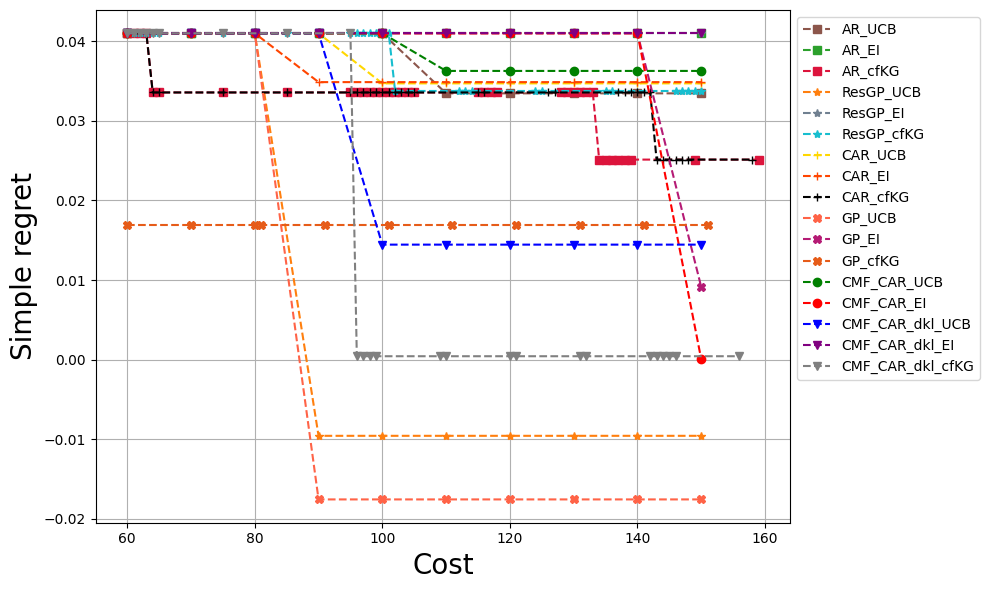 0.04
0.03
0.02
0.01
0.00
−0.01
−0.02
Simple regret
60
80
100
120
140
160
Cost
AR_UCB
AR_EI
AR_cfKG
ResGP_UCB
ResGP_EI
ResGP_cfKG
CAR_UCB
CAR_EI
CAR_cfKG
GP_UCB
GP_EI
GP_cfKG
CMF_CAR_UCB
CMF_CAR_EI
CMF_CAR_dkl_UCB
CMF_CAR_dkl_EI
CMF_CAR_dkl_cfKG